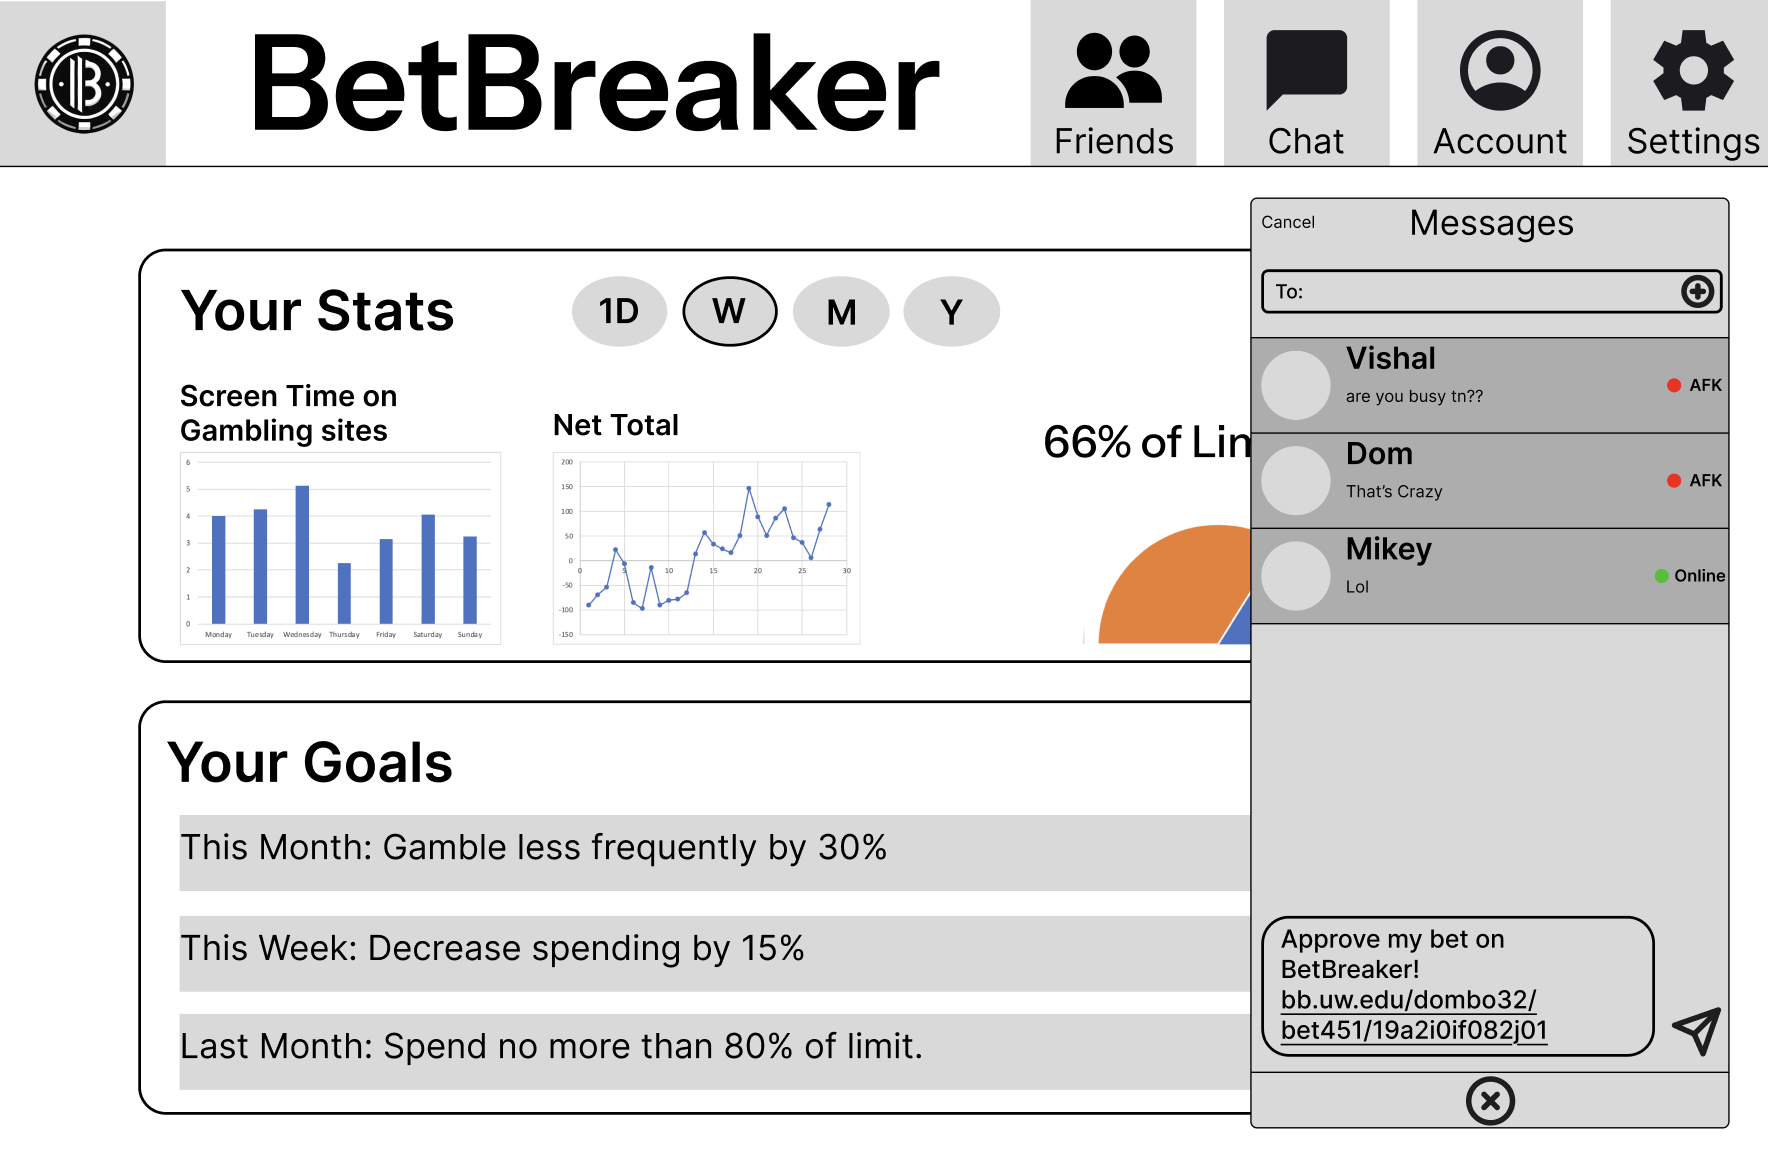 BetBreaker
Friends
Chat
Account
Settings
Your Stats
1D
W
M
Y
Screen Time on
Gambling sites
6
5
4
3
2
1
0
Monday Tuesday Wednesday Thursday Friday Saturday Sunday
Net Total
200
150
100
50
0
-50
-100
-150
0 5 10 15 20 25 30
66% of Lim
Your Goals
This Month: Gamble less frequently by 30%
This Week: Decrease spending by 15%
Last Month: Spend no more than 80% of limit.
Cancel
Messages
To:
Vishal
are you busy tn??
AFK
Dom
That's Crazy
AFK
Mikey
Lol
Online
Approve my bet on
BetBreaker!
bb.uw.edu/dombo32/
bet451/19a2i0if082j01